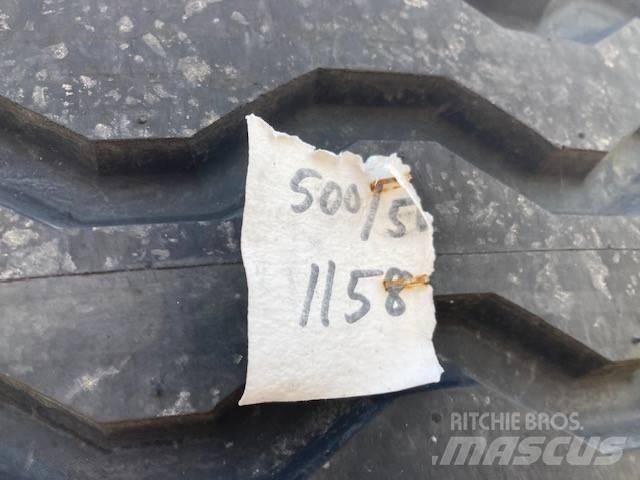 500/5
1158
RITCHIE BROS.
MASCUS